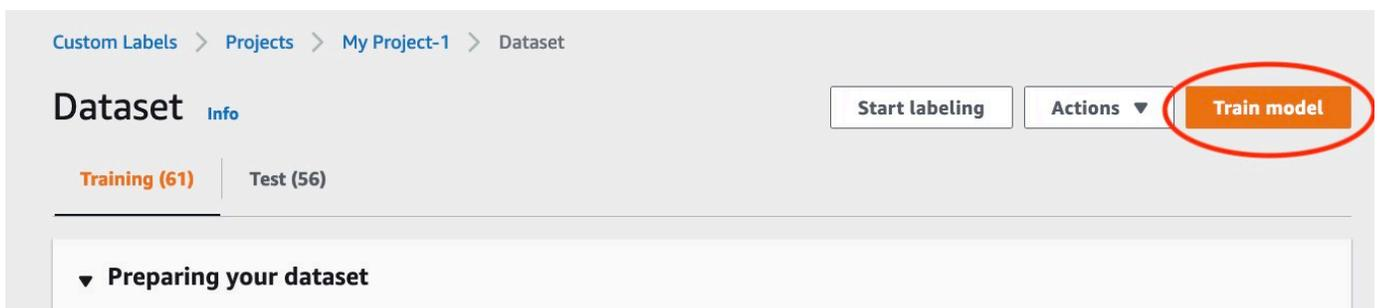 Custom Labels > Projects > My Project-1 > Dataset
Dataset Info
Start labeling Actions ▼ Train model
Training (61) Test (56)
▼ Preparing your dataset